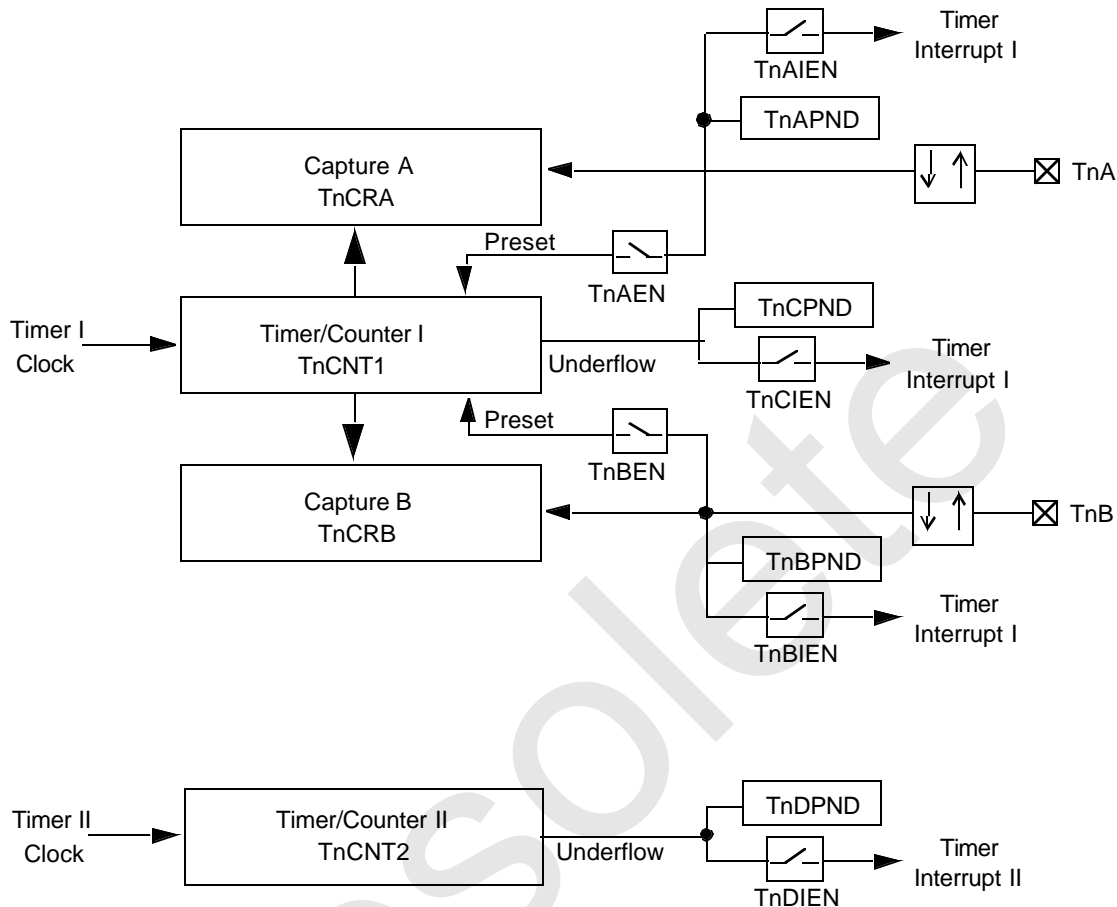 Timer
Interrupt I
TnAIEN
TnAPND
Capture A
TnCRA
TnA
Preset
TnAEN
TnCPND
Timer I
Clock
Timer/Counter I
TnCNT1
Underflow
Timer
Interrupt I
TnCIEN
Preset
TnBEN
Capture B
TnCRB
TnB
TnBPND
Timer
Interrupt I
TnBIEN
TnDPND
Timer II
Clock
Timer/Counter II
TnCNT2
Underflow
Timer
Interrupt II
TnDIEN